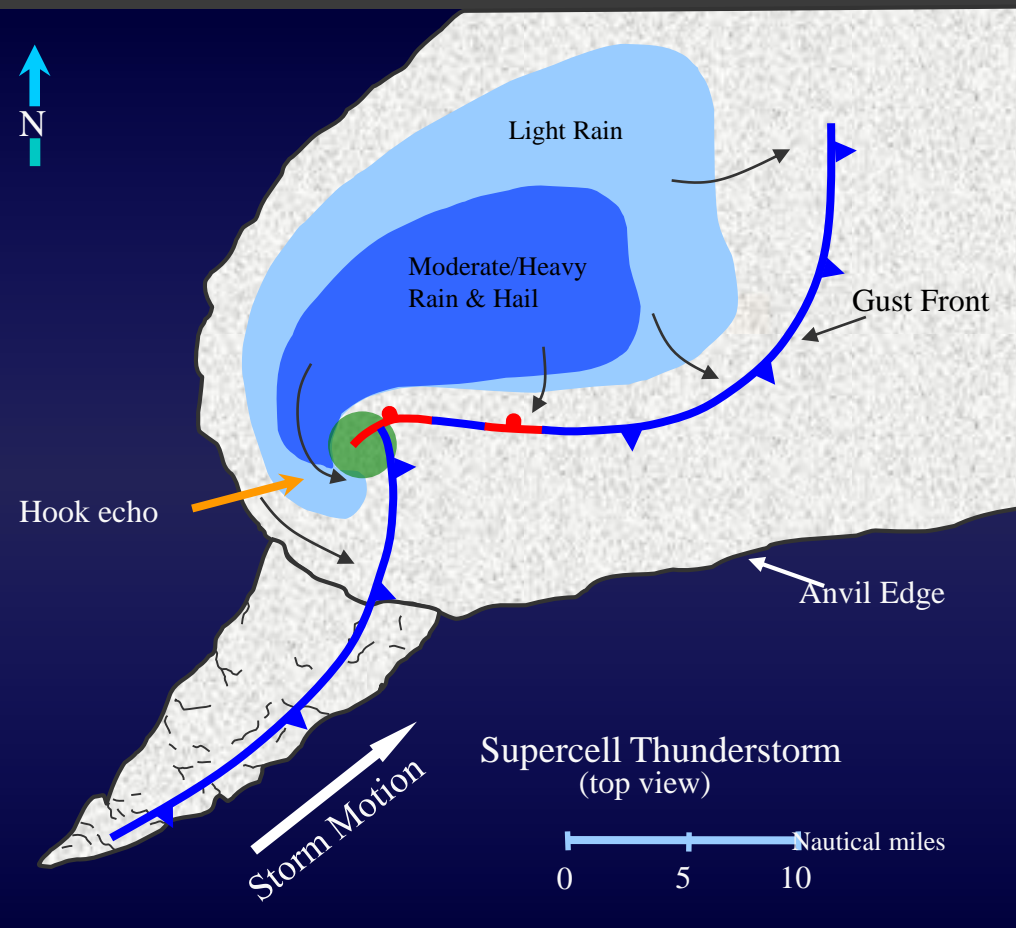 N
Light Rain
Moderate/Heavy
Rain & Hail
Gust Front
Hook echo
Anvil Edge
Supercell Thunderstorm
(top view)
Storm Motion
Nautical miles
0 5 10